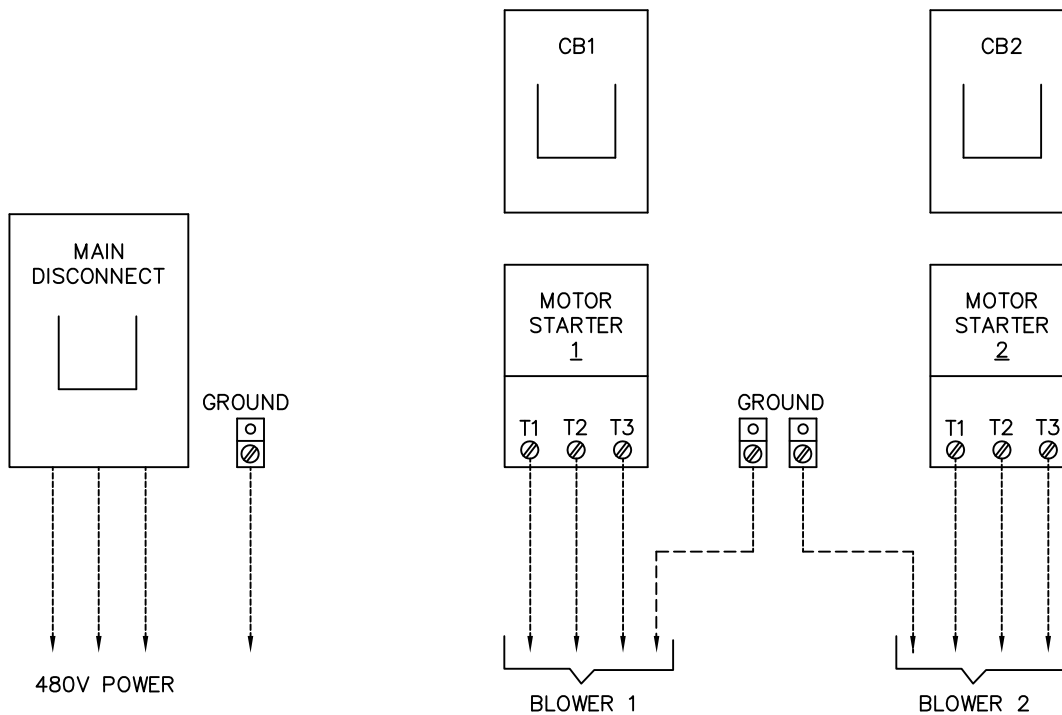 CB1
CB2
MAIN
DISCONNECT
MOTOR
STARTER
1
MOTOR
STARTER
2
GROUND
GROUND
T1 T2 T3
T1 T2 T3
480V POWER
BLOWER 1
BLOWER 2